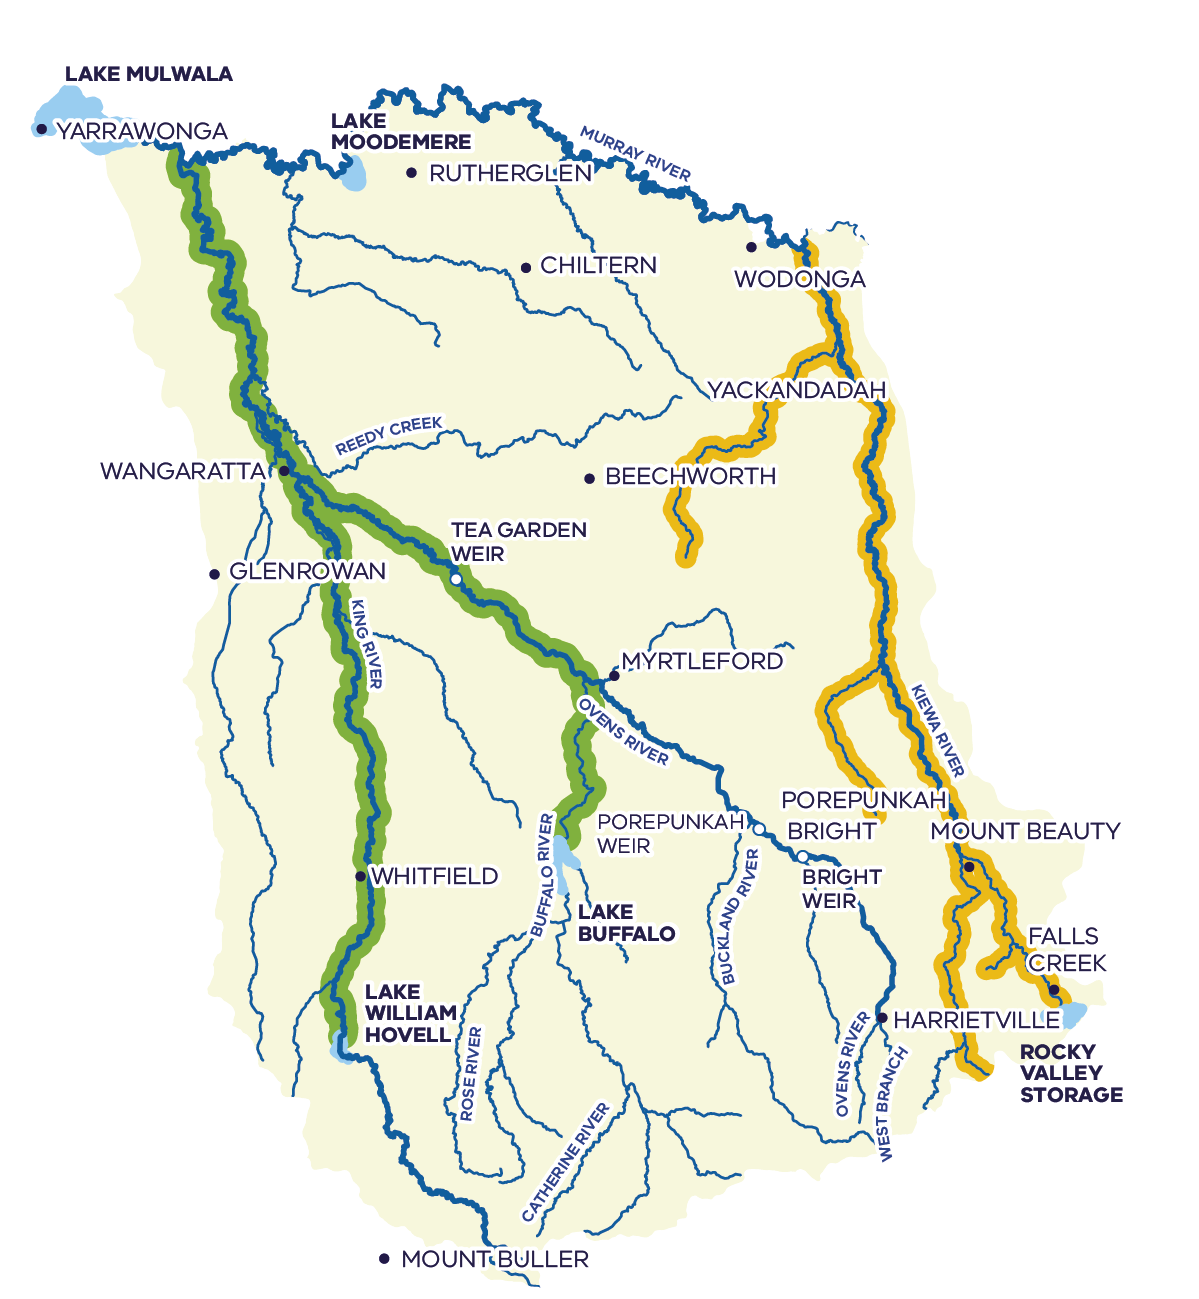 LAKE MULWALA
YARRAWONGA
LAKE
MOODEMERE
RUTHERGLEN
MURRAY RIVER
CHILTERN
WODONGA
YACKANDADAH
REEDY CREEK
WANGARATTA
BEECHWORTH
TEA GARDEN
WEIR
GLENROWAN
KING RIVER
MYRTLEFORD
OVENS RIVER
KIEWA RIVER
POREPUNKAH
POREPUNKAH
WEIR
BRIGHT
MOUNT BEAUTY
BUFFALO RIVER
WHITFIELD
BUCKLAND RIVER
BRIGHT
WEIR
LAKE
BUFFALO
FALLS
CREEK
LAKE
WILLIAM
HOVELL
HARRIETVILLE
ROCKY
VALLEY
STORAGE
ROSE RIVER
OVENS RIVER
WEST BRANCH
CATHERINE RIVER
MOUNT BULLER